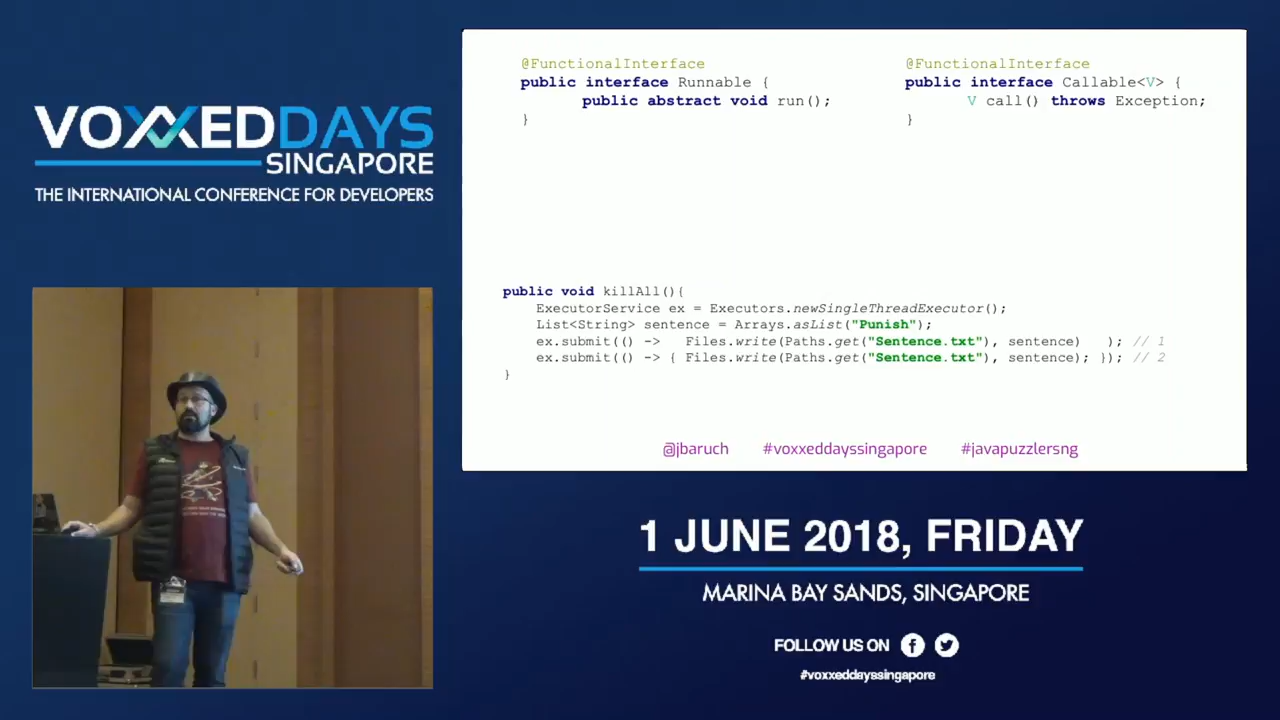 VOXXEDDAYS
SINGAPORE
THE INTERNATIONAL CONFERENCE FOR DEVELOPERS
@FunctionalInterface
public interface Runnable {
public abstract void run();
}
@FunctionalInterface
public interface Callable<V> {
V call() throws Exception;
}
public void killAll(){
ExecutorService ex = Executors.newSingleThreadExecutor();
List<String> sentence = Arrays.asList("Punish");
ex.submit(() -> Files.write(Paths.get("Sentence.txt"), sentence) ); // 1
ex.submit(() -> { Files.write(Paths.get("Sentence.txt"), sentence); }); // 2
}
@jbaruch #voxxeddayssingapore #javapuzzlersng
1 JUNE 2018, FRIDAY
MARINA BAY SANDS, SINGAPORE
FOLLOW US ON
#voxxeddayssingapore